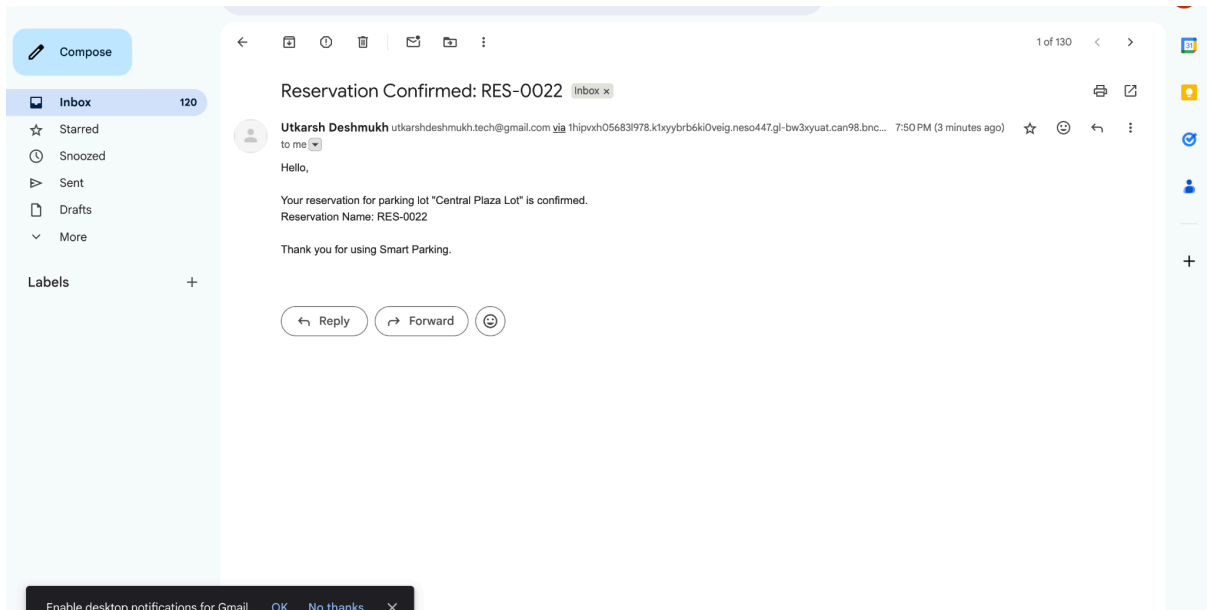 Compose
1 of 130
Inbox 120
Starred
Snoozed
Sent
Drafts
More
Labels
Reservation Confirmed: RES-0022 Inbox x
Utkarsh Deshmukh utkarshdeshmukh.tech@gmail.com via 1hipvxh05683l978.k1xyybrb6ki0veig.neso447.gl-bw3xyuat.can98.bnc... 7:50 PM (3 minutes ago)
to me
Hello,
Your reservation for parking lot "Central Plaza Lot" is confirmed.
Reservation Name: RES-0022
Thank you for using Smart Parking.
Reply Forward
31
Enable desktop notifications for Gmail. OK No thanks